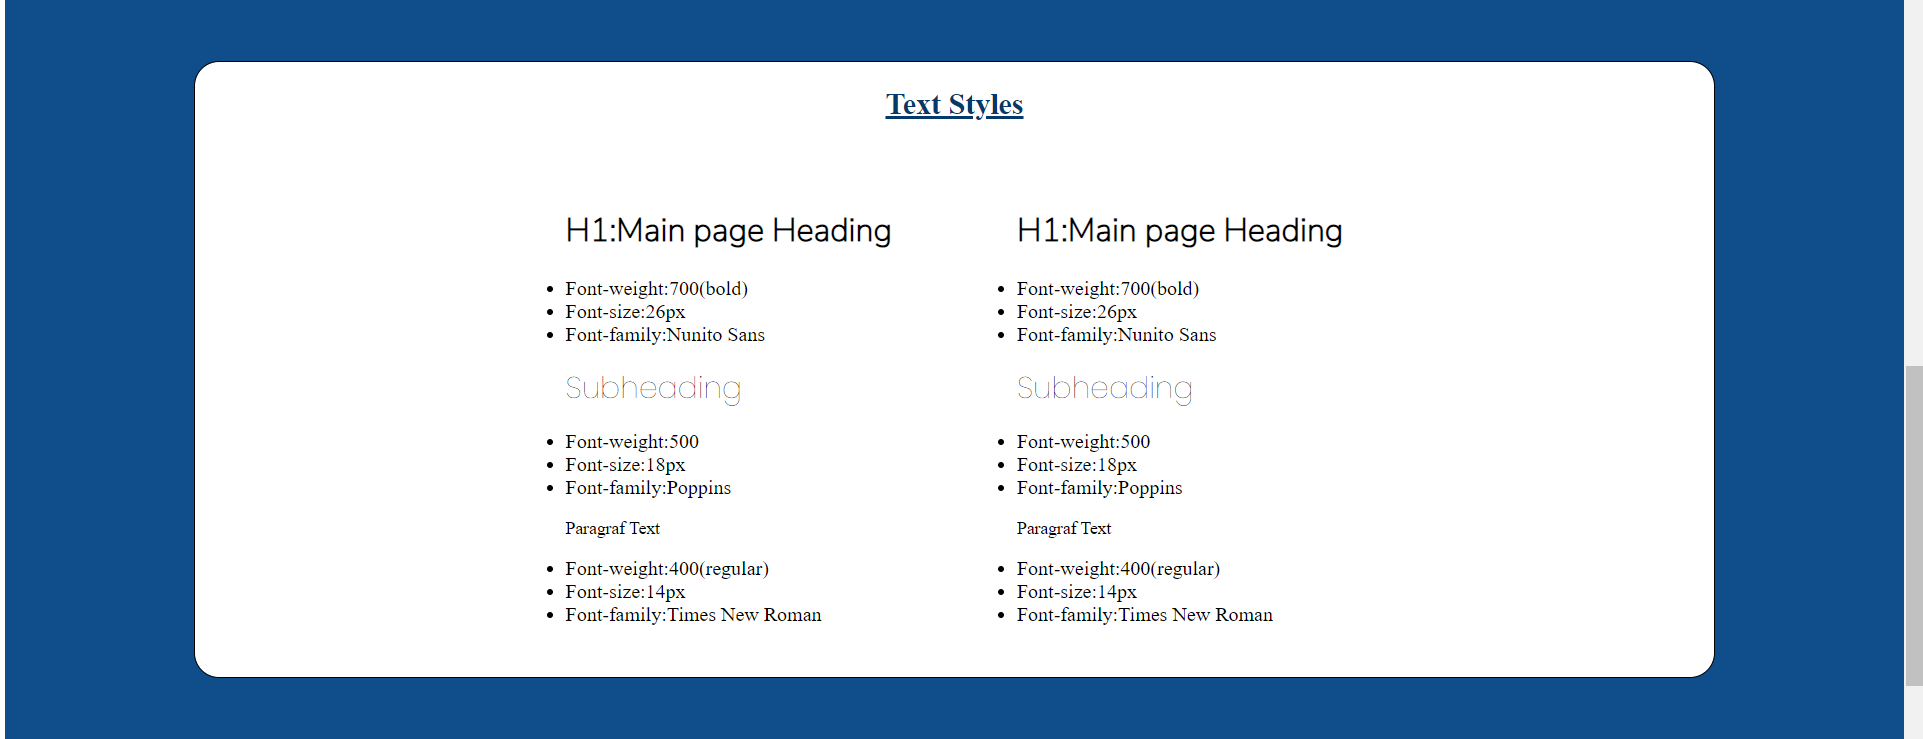 Text Styles
H1:Main page Heading
Font-weight:700(bold)
Font-size:26px
Font-family:Nunito Sans
Subheading
Font-weight:500
Font-size:18px
Font-family:Poppins
Paragraf Text
Font-weight:400(regular)
Font-size:14px
Font-family:Times New Roman
H1:Main page Heading
Font-weight:700(bold)
Font-size:26px
Font-family:Nunito Sans
Subheading
Font-weight:500
Font-size:18px
Font-family:Poppins
Paragraf Text
Font-weight:400(regular)
Font-size:14px
Font-family:Times New Roman